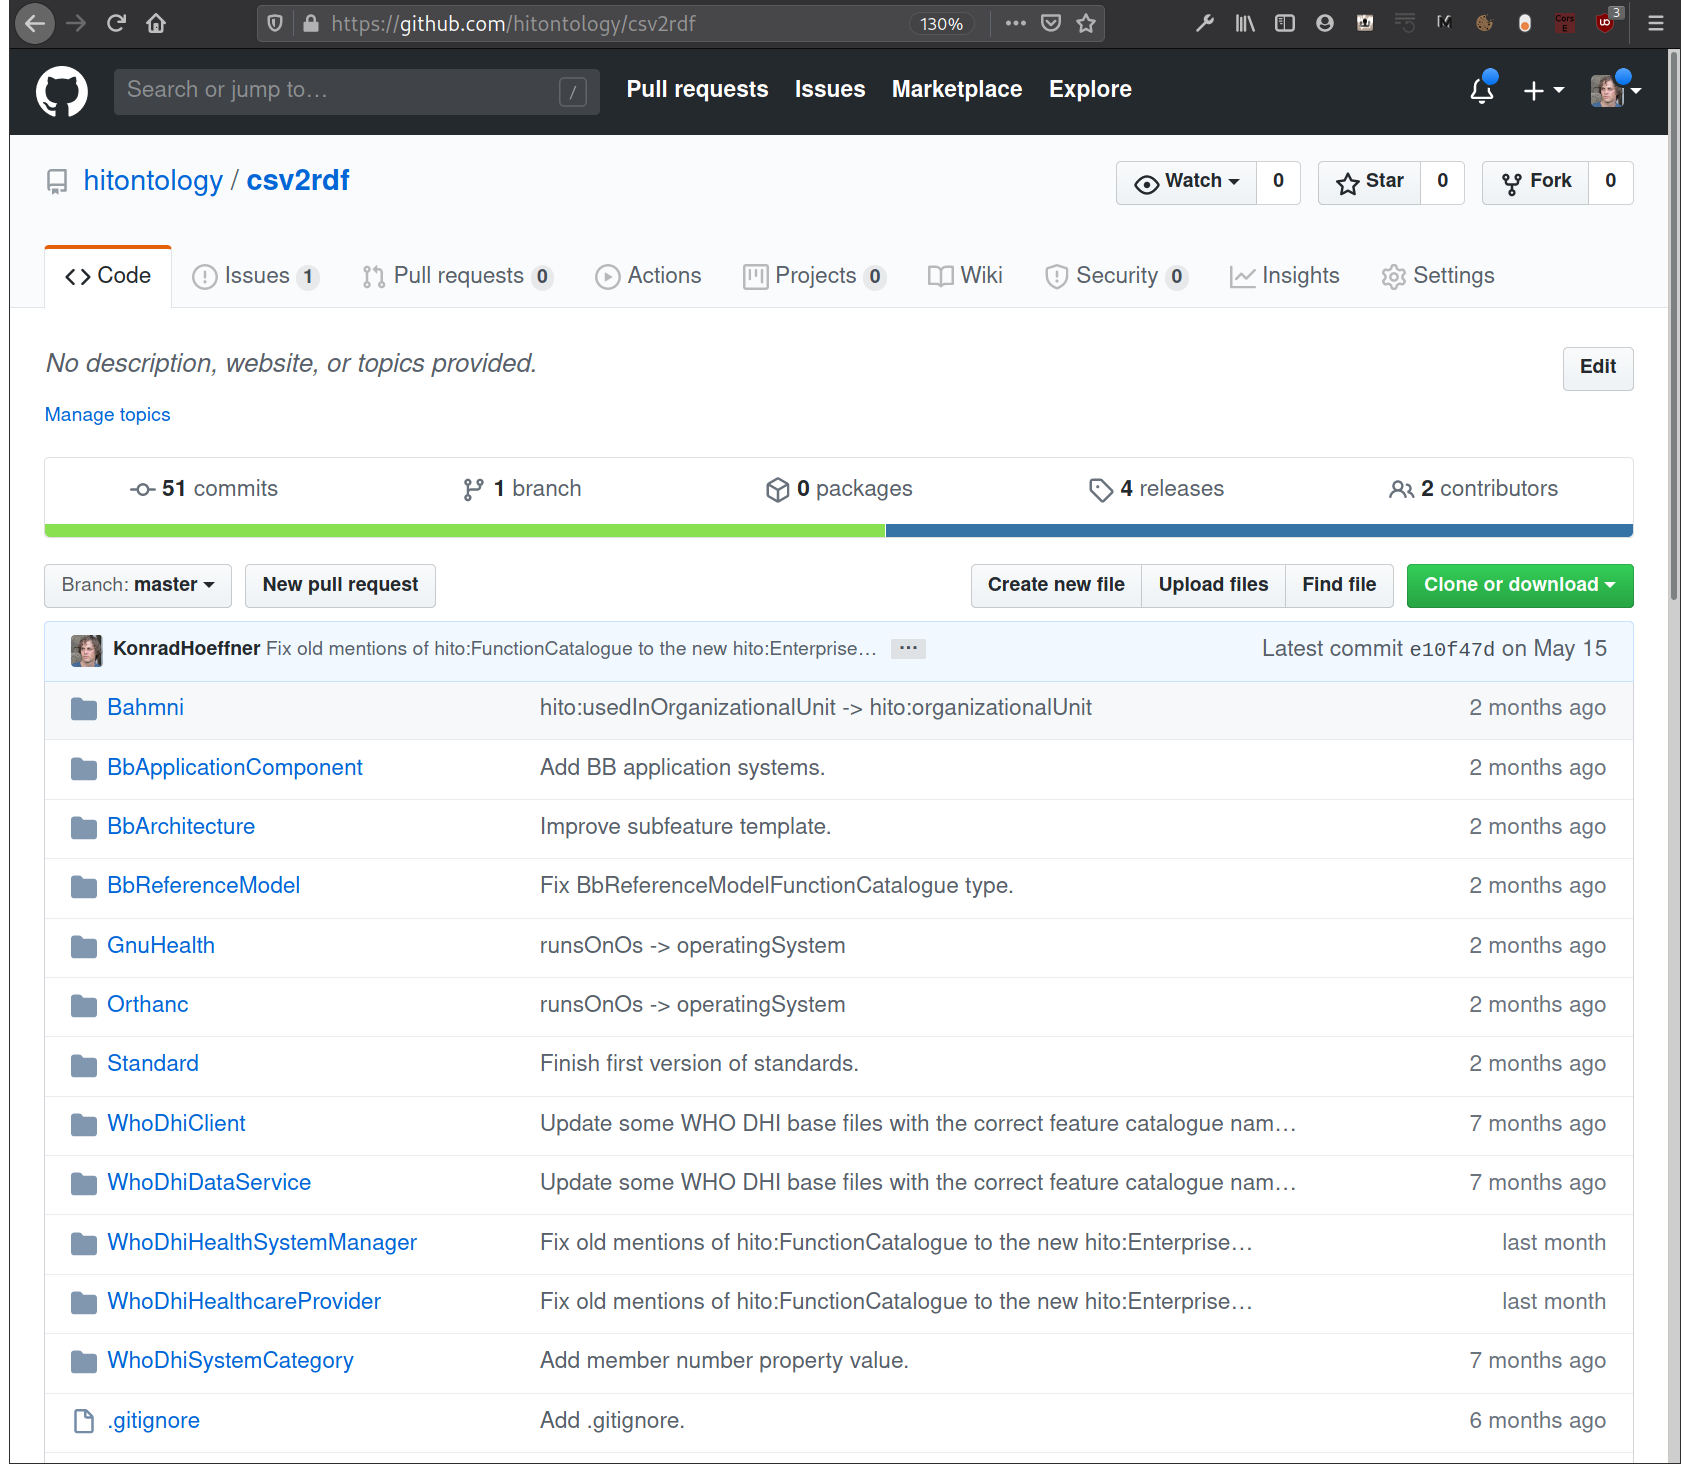 https://github.com/hitontology/csv2rdf 130% Cors E 3
Search or jump to… / Pull requests Issues Marketplace Explore
hitontology / csv2rdf Watch 0 Star 0 Fork 0
Code Issues 1 Pull requests 0 Actions Projects 0 Wiki Security 0 Insights Settings
No description, website, or topics provided. Edit
Manage topics
51 commits 1 branch 0 packages 4 releases 2 contributors
Branch: master New pull request Create new file Upload files Find file Clone or download
KonradHoeffner Fix old mentions of hito:FunctionCatalogue to the new hito:Enterprise… ... Latest commit e10f47d on May 15
Bahmni hito:usedInOrganizationalUnit -> hito:organizationalUnit 2 months ago
BbApplicationComponent Add BB application systems. 2 months ago
BbArchitecture Improve subfeature template. 2 months ago
BbReferenceModel Fix BbReferenceModelFunctionCatalogue type. 2 months ago
GnuHealth runsOnOs -> operatingSystem 2 months ago
Orthanc runsOnOs -> operatingSystem 2 months ago
Standard Finish first version of standards. 2 months ago
WhoDhiClient Update some WHO DHI base files with the correct feature catalogue nam… 7 months ago
WhoDhiDataService Update some WHO DHI base files with the correct feature catalogue nam… 7 months ago
WhoDhiHealthSystemManager Fix old mentions of hito:FunctionCatalogue to the new hito:Enterprise… last month
WhoDhiHealthcareProvider Fix old mentions of hito:FunctionCatalogue to the new hito:Enterprise… last month
WhoDhiSystemCategory Add member number property value. 7 months ago
.gitignore Add .gitignore. 6 months ago